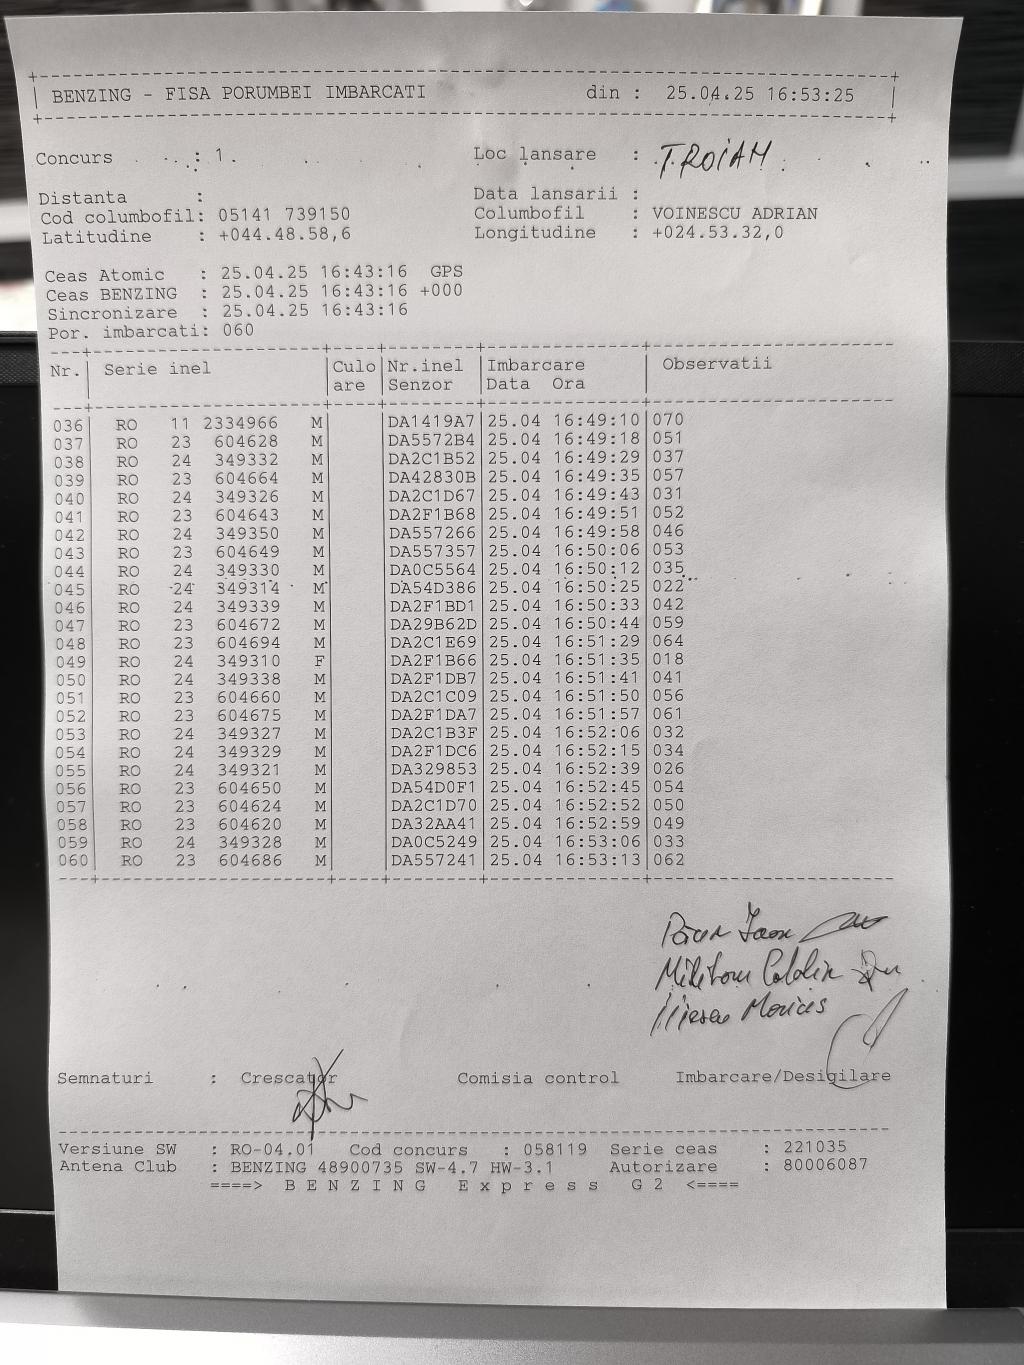 BENZING - FISA PORUMBEI IMBARCATI din : 25.04.25 16:53:25
Concurs : 1. Loc lansare : TROIAM
Distanta : Data lansarii :
Cod columbofil: 05141 739150 Columbofil : VOINESCU ADRIAN
Latitudine : +044.48.58,6 Longitudine : +024.53.32,0
Ceas Atomic : 25.04.25 16:43:16 GPS
Ceas BENZING : 25.04.25 16:43:16 +000
Sincronizare : 25.04.25 16:43:16
Por. imbarcati: 060
Nr.| Serie inel |Culo|Nr.inel |Imbarcare | Observatii
| |are |Senzor |Data Ora |
036| RO 11 2334966 M| |DA1419A7|25.04 16:49:10|070
037| RO 23 604628 M| |DA5572B4|25.04 16:49:18|051
038| RO 24 349332 M| |DA2C1B52|25.04 16:49:29|037
039| RO 23 604664 M| |DA42830B|25.04 16:49:35|057
040| RO 24 349326 M| |DA2C1D67|25.04 16:49:43|031
041| RO 23 604643 M| |DA2F1B68|25.04 16:49:51|052
042| RO 24 349350 M| |DA557266|25.04 16:49:58|046
043| RO 23 604649 M| |DA557357|25.04 16:50:06|053
044| RO 24 349330 M| |DA0C5564|25.04 16:50:12|035
045| RO 24 349314 M| |DA54D386|25.04 16:50:25|022
046| RO 24 349339 M| |DA2F1BD1|25.04 16:50:33|042
047| RO 23 604672 M| |DA29B62D|25.04 16:50:44|059
048| RO 23 604694 M| |DA2C1E69|25.04 16:51:29|064
049| RO 24 349310 F| |DA2F1B66|25.04 16:51:35|018
050| RO 24 349338 M| |DA2F1DB7|25.04 16:51:41|041
051| RO 23 604660 M| |DA2C1C09|25.04 16:51:50|056
052| RO 23 604675 M| |DA2F1DA7|25.04 16:51:57|061
053| RO 24 349327 M| |DA2C1B3F|25.04 16:52:06|032
054| RO 24 349329 M| |DA2F1DC6|25.04 16:52:15|034
055| RO 24 349321 M| |DA329853|25.04 16:52:39|026
056| RO 23 604650 M| |DA54D0F1|25.04 16:52:45|054
057| RO 23 604624 M| |DA2C1D70|25.04 16:52:52|050
058| RO 23 604620 M| |DA32AA41|25.04 16:52:59|049
059| RO 24 349328 M| |DA0C5249|25.04 16:53:06|033
060| RO 23 604686 M| |DA557241|25.04 16:53:13|062
Semnaturi : Crescator Comisia control Imbarcare/Desigilare
Versiune SW : RO-04.01 Cod concurs : 058119 Serie ceas : 221035
Antena Club : BENZING 48900735 SW-4.7 HW-3.1 Autorizare : 80006087
====> B E N Z I N G E x p r e s s G 2 <====